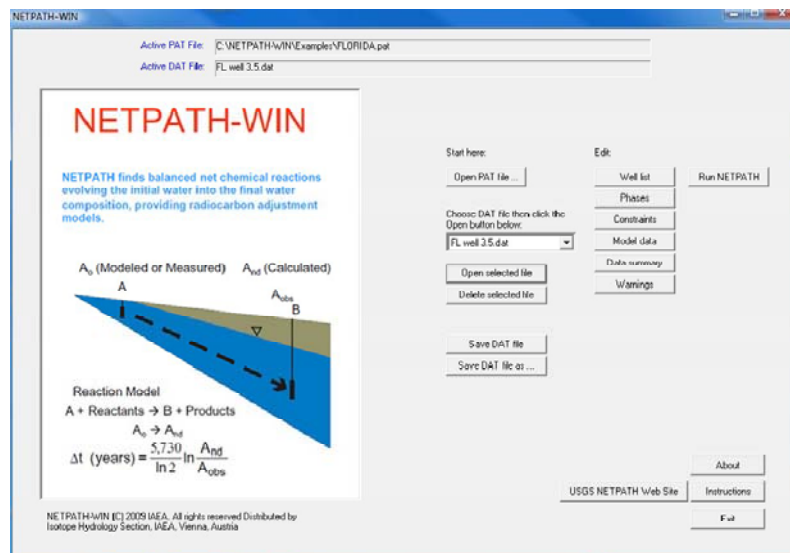 NETPATH-WIN
Active PAT File: C:\NETPATH-WIN\Examples\FLORIDA.pat
Active DAT File: FL well 3.5.dat
NETPATH-WIN
NETPATH finds balanced net chemical reactions
evolving the initial water into the final water
composition, providing radiocarbon adjustment
models.
Aₒ (Modeled or Measured) Aₙd (Calculated)
A
Aobs
B
Reaction Model
A + Reactants → B + Products
Aₒ → Aₙd
Δt (years) = 5,730 / ln 2 ln Aₙd / Aobs
NETPATH-WIN (C) 2009 IAEA, All rights reserved Distributed by
Isotope Hydrology Section, IAEA, Vienna, Austria
Start here:
Open PAT file ...
Choose DAT file then click the
Open button below:
FL well 3.5.dat
Open selected file
Delete selected file
Save DAT file
Save DAT file as ...
Edit:
Well list
Phases
Constraints
Model data
Data summary
Warnings
Run NETPATH
About
USGS NETPATH Web Site
Instructions
Exit